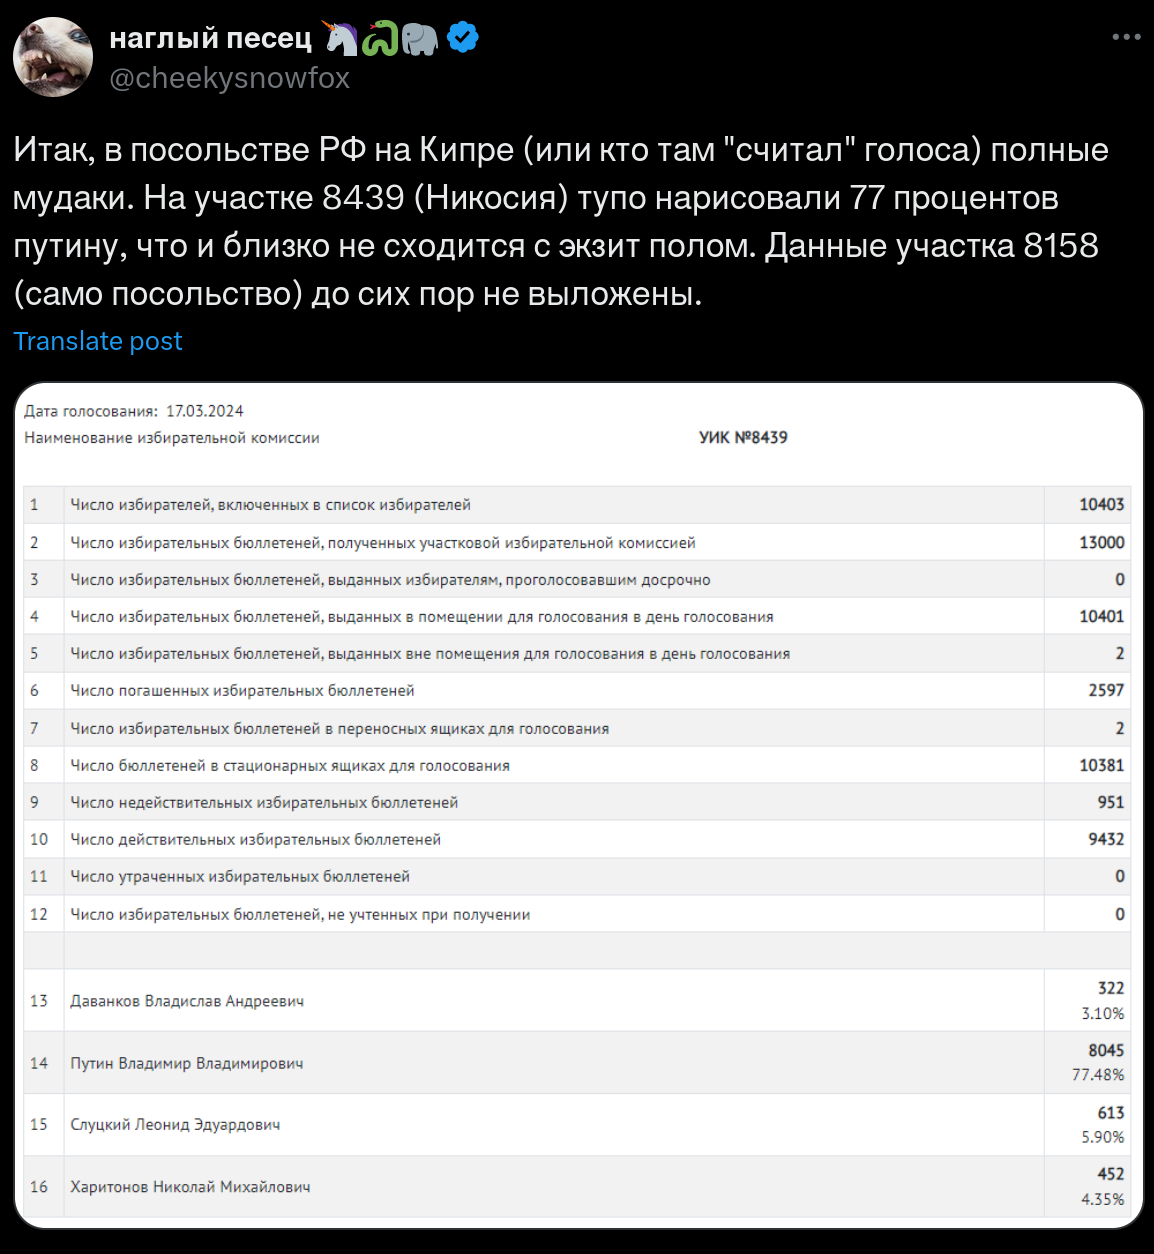 наглый песец 🦄🐍🐘
@cheekysnowfox
Итак, в посольстве РФ на Кипре (или кто там "считал" голоса) полные
мудаки. На участке 8439 (Никосия) тупо нарисовали 77 процентов
путину, что и близко не сходится с экзит полом. Данные участка 8158
(само посольство) до сих пор не выложены.
Translate post
Дата голосования: 17.03.2024
Наименование избирательной комиссии УИК №8439
1 Число избирателей, включенных в список избирателей 10403
2 Число избирательных бюллетеней, полученных участковой избирательной комиссией 13000
3 Число избирательных бюллетеней, выданных избирателям, проголосовавшим досрочно 0
4 Число избирательных бюллетеней, выданных в помещении для голосования в день голосования 10401
5 Число избирательных бюллетеней, выданных вне помещения для голосования в день голосования 2
6 Число погашенных избирательных бюллетеней 2597
7 Число избирательных бюллетеней в переносных ящиках для голосования 2
8 Число бюллетеней в стационарных ящиках для голосования 10381
9 Число недействительных избирательных бюллетеней 951
10 Число действительных избирательных бюллетеней 9432
11 Число утраченных избирательных бюллетеней 0
12 Число избирательных бюллетеней, не учтенных при получении 0
13 Даванков Владислав Андреевич 322
3.10%
14 Путин Владимир Владимирович 8045
77.48%
15 Слуцкий Леонид Эдуардович 613
5.90%
16 Харитонов Николай Михайлович 452
4.35%